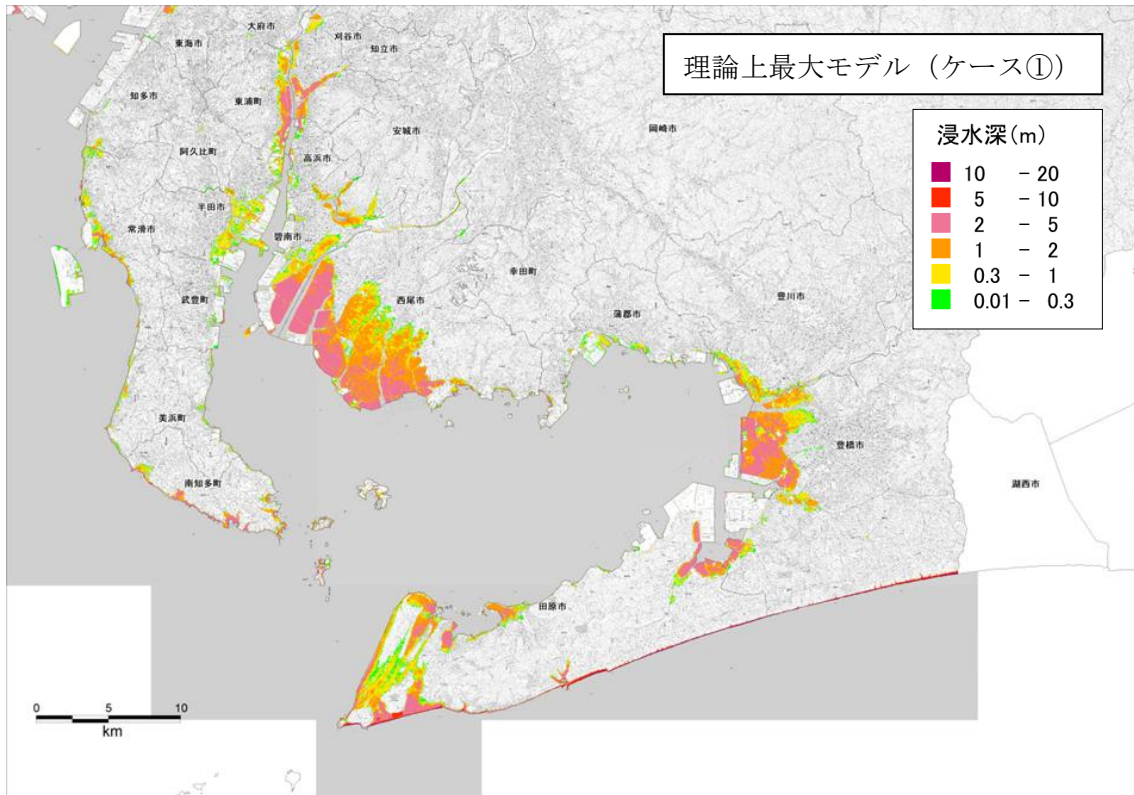 理論上最大モデル（ケース①）
浸水深(m)
10 － 20
5 － 10
2 － 5
1 － 2
0.3 － 1
0.01 － 0.3
大府市
東海市
刈谷市
知立市
知多市
東浦町
安城市
岡崎市
阿久比町
高浜市
半田市
常滑市
碧南市
幸田町
武豊町
西尾市
豊川市
蒲郡市
美浜町
豊橋市
南知多町
湖西市
田原市
0 5 10
km